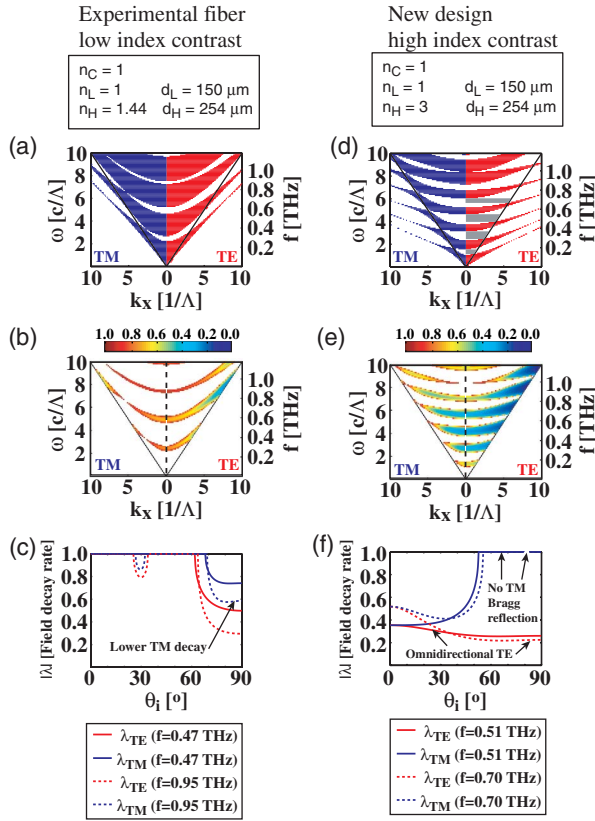 Experimental fiber
low index contrast
n_C = 1
n_L = 1 d_L = 150 μm
n_H = 1.44 d_H = 254 μm
New design
high index contrast
n_C = 1
n_L = 1 d_L = 150 μm
n_H = 3 d_H = 254 μm
(a)
10
8
6
4
2
ω [c/Λ]
1.0
0.8
0.6
0.4
0.2
f [THz]
TM
TE
10 5 0 5 10
k_x [1/Λ]
(d)
10
8
6
4
2
ω [c/Λ]
1.0
0.8
0.6
0.4
0.2
f [THz]
TM
TE
10 5 0 5 10
k_x [1/Λ]
(b)
1.0 0.8 0.6 0.4 0.2 0.0
10
8
6
4
2
ω [c/Λ]
1.0
0.8
0.6
0.4
0.2
f [THz]
TM
TE
10 5 0 5 10
k_x [1/Λ]
(e)
1.0 0.8 0.6 0.4 0.2 0.0
10
8
6
4
2
ω [c/Λ]
1.0
0.8
0.6
0.4
0.2
f [THz]
TM
TE
10 5 0 5 10
k_x [1/Λ]
(c)
1.0
0.8
0.6
0.4
0.2
|λ| [Field decay rate]
Lower TM decay
0 30 60 90
θ_i [°]
λ_TE (f=0.47 THz)
λ_TM (f=0.47 THz)
λ_TE (f=0.95 THz)
λ_TM (f=0.95 THz)
(f)
1.0
0.8
0.6
0.4
0.2
|λ| [Field decay rate]
No TM
Bragg
reflection
Omnidirectional TE
0 30 60 90
θ_i [°]
λ_TE (f=0.51 THz)
λ_TM (f=0.51 THz)
λ_TE (f=0.70 THz)
λ_TM (f=0.70 THz)